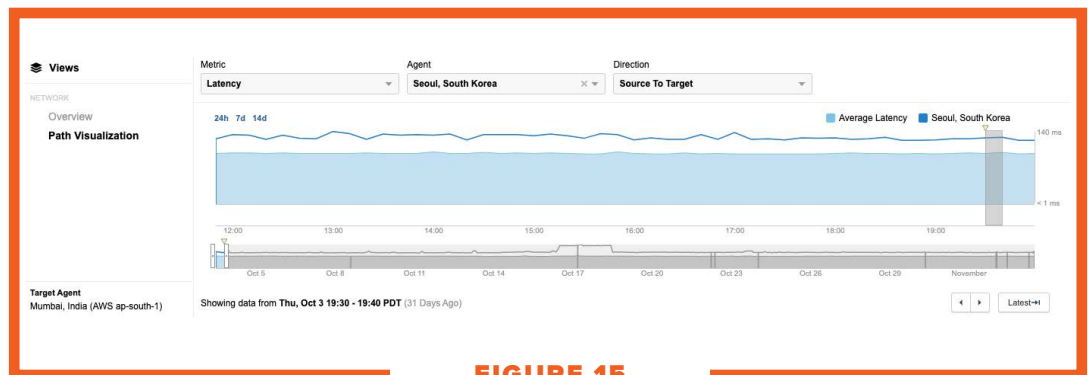 Views
NETWORK
Overview
Path Visualization
Metric
Latency
Agent
Seoul, South Korea
Direction
Source To Target
24h 7d 14d
Average Latency Seoul, South Korea
140 ms
< 1 ms
12:00 13:00 14:00 15:00 16:00 17:00 18:00 19:00
Oct 5 Oct 8 Oct 11 Oct 14 Oct 17 Oct 20 Oct 23 Oct 26 Oct 29 November
Target Agent
Mumbai, India (AWS ap-south-1)
Showing data from Thu, Oct 3 19:30 - 19:40 PDT (31 Days Ago)
Latest
FIGURE 15